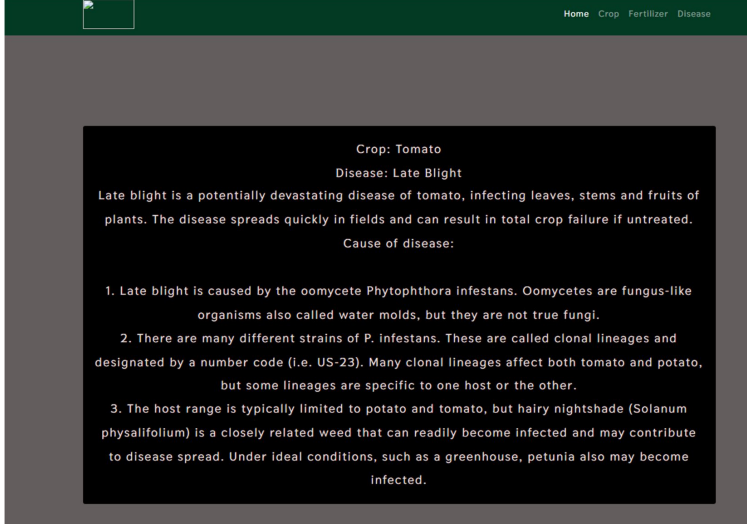 Home Crop Fertilizer Disease
Crop: Tomato
Disease: Late Blight
Late blight is a potentially devastating disease of tomato, infecting leaves, stems and fruits of
plants. The disease spreads quickly in fields and can result in total crop failure if untreated.
Cause of disease:
1. Late blight is caused by the oomycete Phytophthora infestans. Oomycetes are fungus-like
organisms also called water molds, but they are not true fungi.
2. There are many different strains of P. infestans. These are called clonal lineages and
designated by a number code (i.e. US-23). Many clonal lineages affect both tomato and potato,
but some lineages are specific to one host or the other.
3. The host range is typically limited to potato and tomato, but hairy nightshade (Solanum
physalifolium) is a closely related weed that can readily become infected and may contribute
to disease spread. Under ideal conditions, such as a greenhouse, petunia also may become
infected.